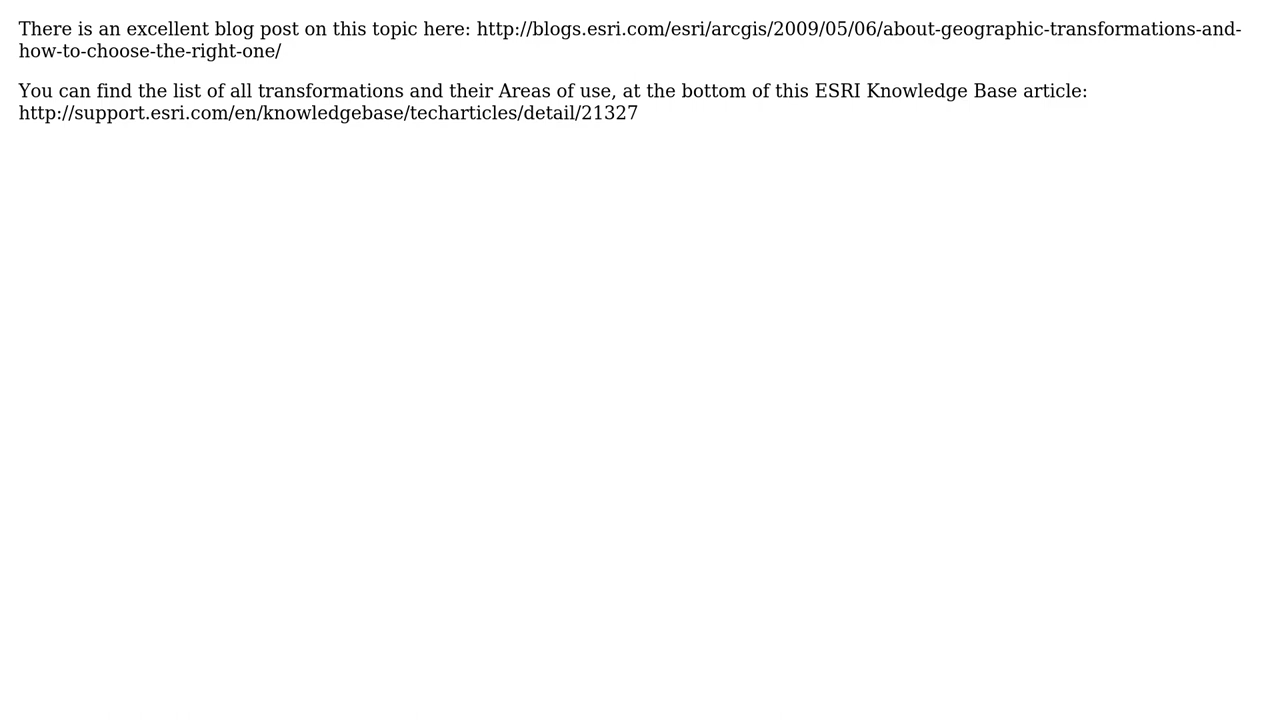 There is an excellent blog post on this topic here: http://blogs.esri.com/esri/arcgis/2009/05/06/about-geographic-transformations-and-
how-to-choose-the-right-one/
You can find the list of all transformations and their Areas of use, at the bottom of this ESRI Knowledge Base article:
http://support.esri.com/en/knowledgebase/techarticles/detail/21327